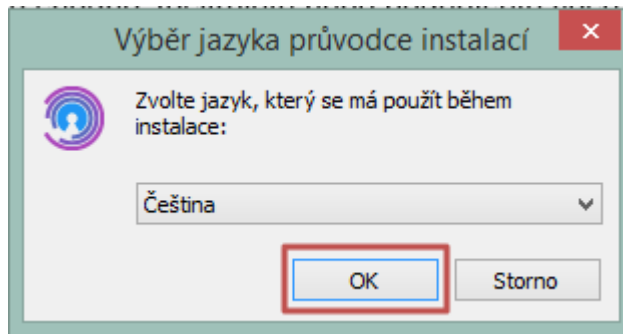 Výběr jazyka průvodce instalací
Zvolte jazyk, který se má použít během
instalace:
Čeština
OK
Storno